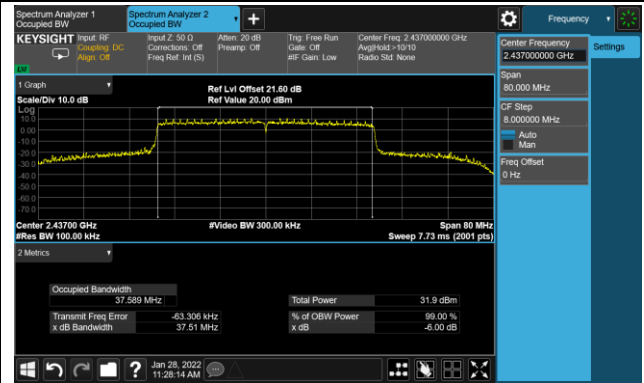 Spectrum Analyzer 1
Occupied BW
Spectrum Analyzer 2
Occupied BW
Frequency
KEYSIGHT
Input: RF
Coupling: DC
Align: Off
Input Z: 50 Ω
Corrections: Off
Freq Ref: Int (S)
Atten: 20 dB
Preamp: Off
Trig: Free Run
Gate: Off
#IF Gain: Low
Center Freq: 2.437000000 GHz
Avg|Hold:>10/10
Radio Std: None
Center Frequency
2.437000000 GHz
Settings
Span
80.000 MHz
CF Step
8.000000 MHz
Auto
Man
Freq Offset
0 Hz
1 Graph
Scale/Div 10.0 dB
Ref Lvl Offset 21.60 dB
Ref Value 20.00 dBm
Log
10.0
0.00
-10.0
-20.0
-30.0
-40.0
-50.0
-60.0
-70.0
Center 2.43700 GHz
#Video BW 300.00 kHz
Span 80 MHz
#Res BW 100.00 kHz
Sweep 7.73 ms (2001 pts)
2 Metrics
Occupied Bandwidth
37.589 MHz
Total Power
31.9 dBm
Transmit Freq Error
-63.306 kHz
% of OBW Power
99.00 %
x dB Bandwidth
37.51 MHz
x dB
-6.00 dB
Jan 28, 2022
11:28:14 AM